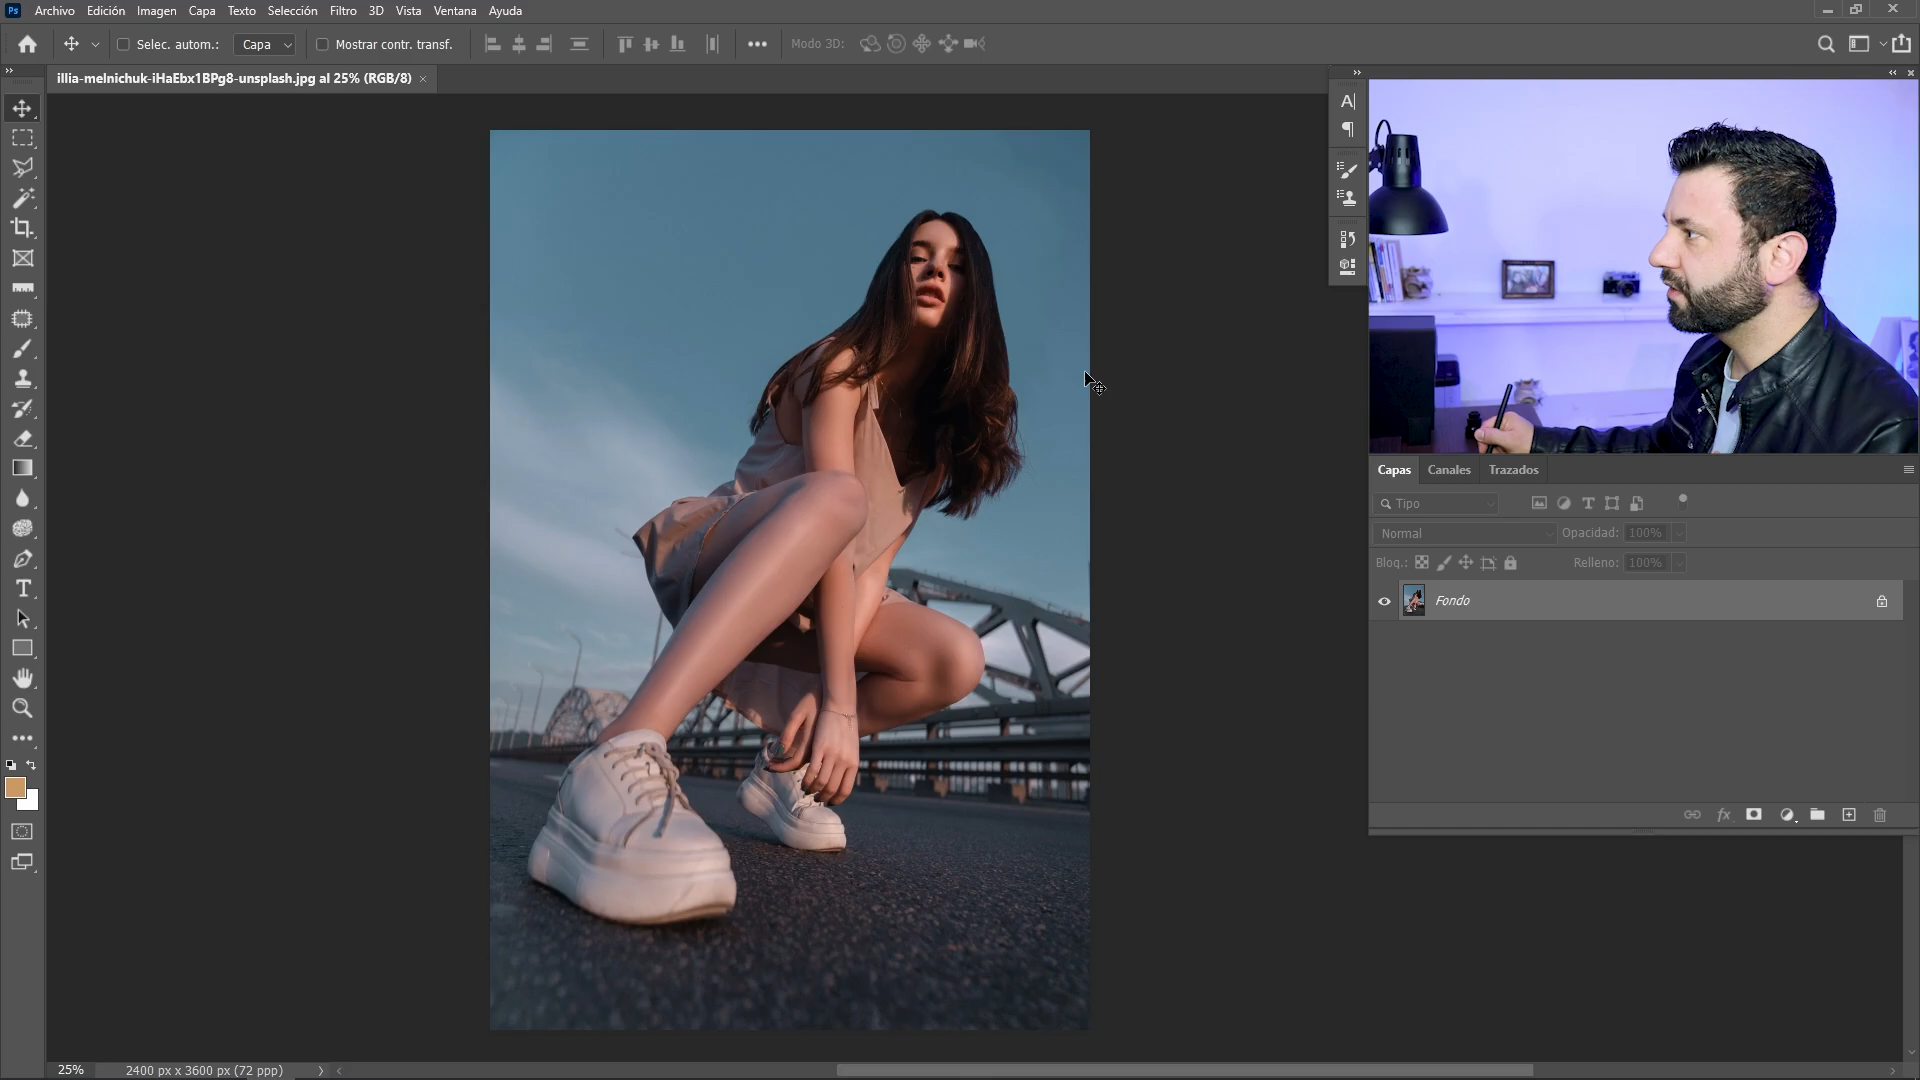 Ps Archivo Edición Imagen Capa Texto Selección Filtro 3D Vista Ventana Ayuda
Selec. autom.: Capa Mostrar contr. transf. Modo 3D:
illia-melnichuk-iHaEbx1BPg8-unsplash.jpg al 25% (RGB/8)
Capas Canales Trazados
Tipo
Normal Opacidad: 100%
Bloq.: Relleno: 100%
Fondo
fx
25% 2400 px x 3600 px (72 ppp)